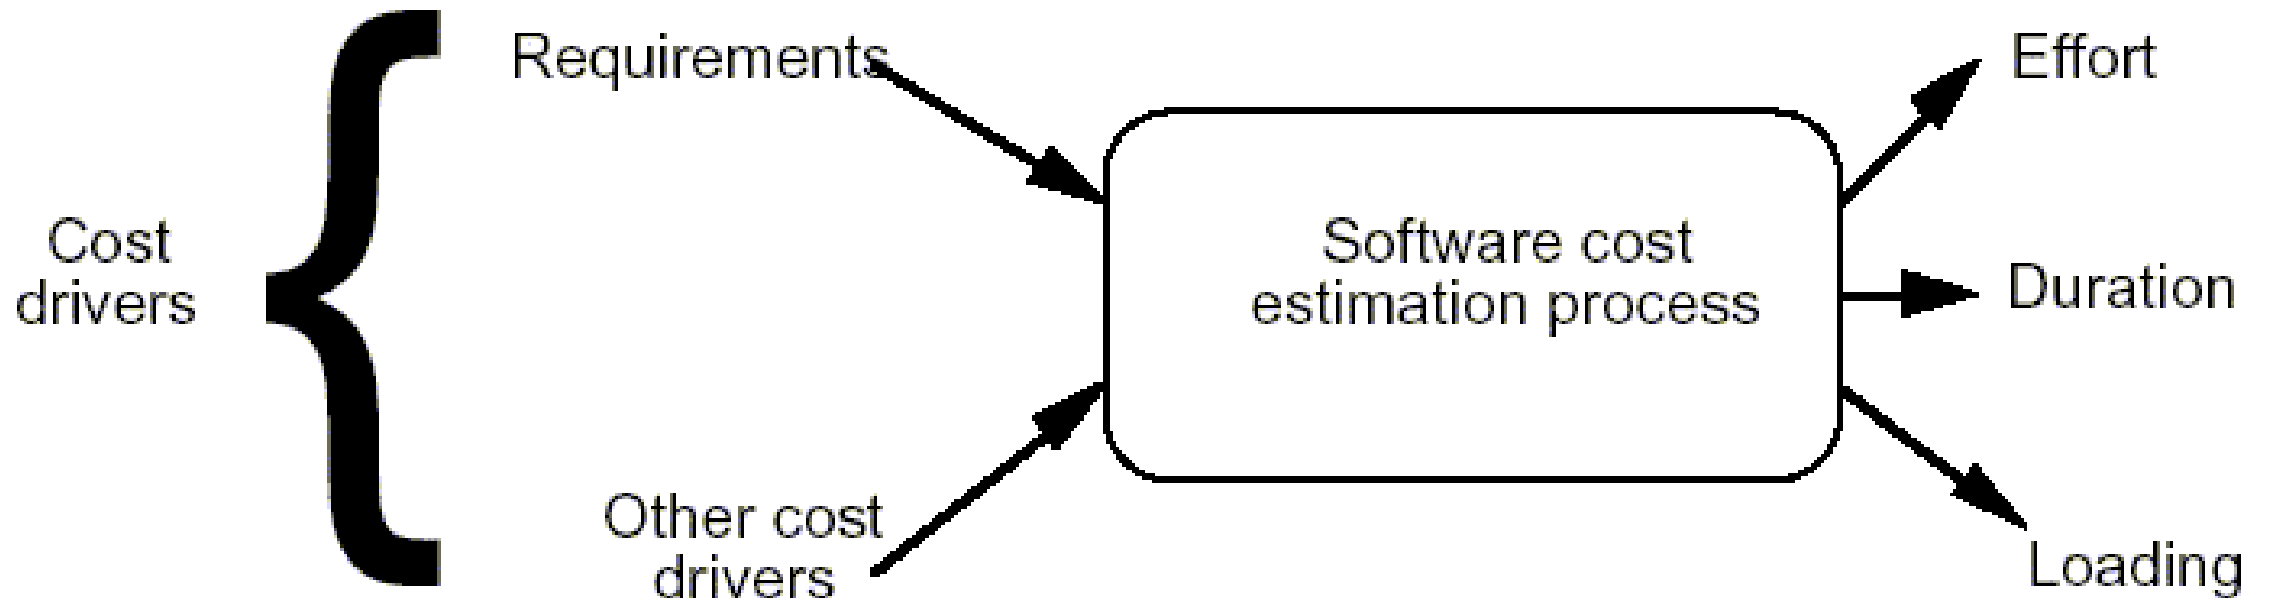 Cost
drivers
Requirements
Other cost
drivers
Software cost
estimation process
Effort
Duration
Loading